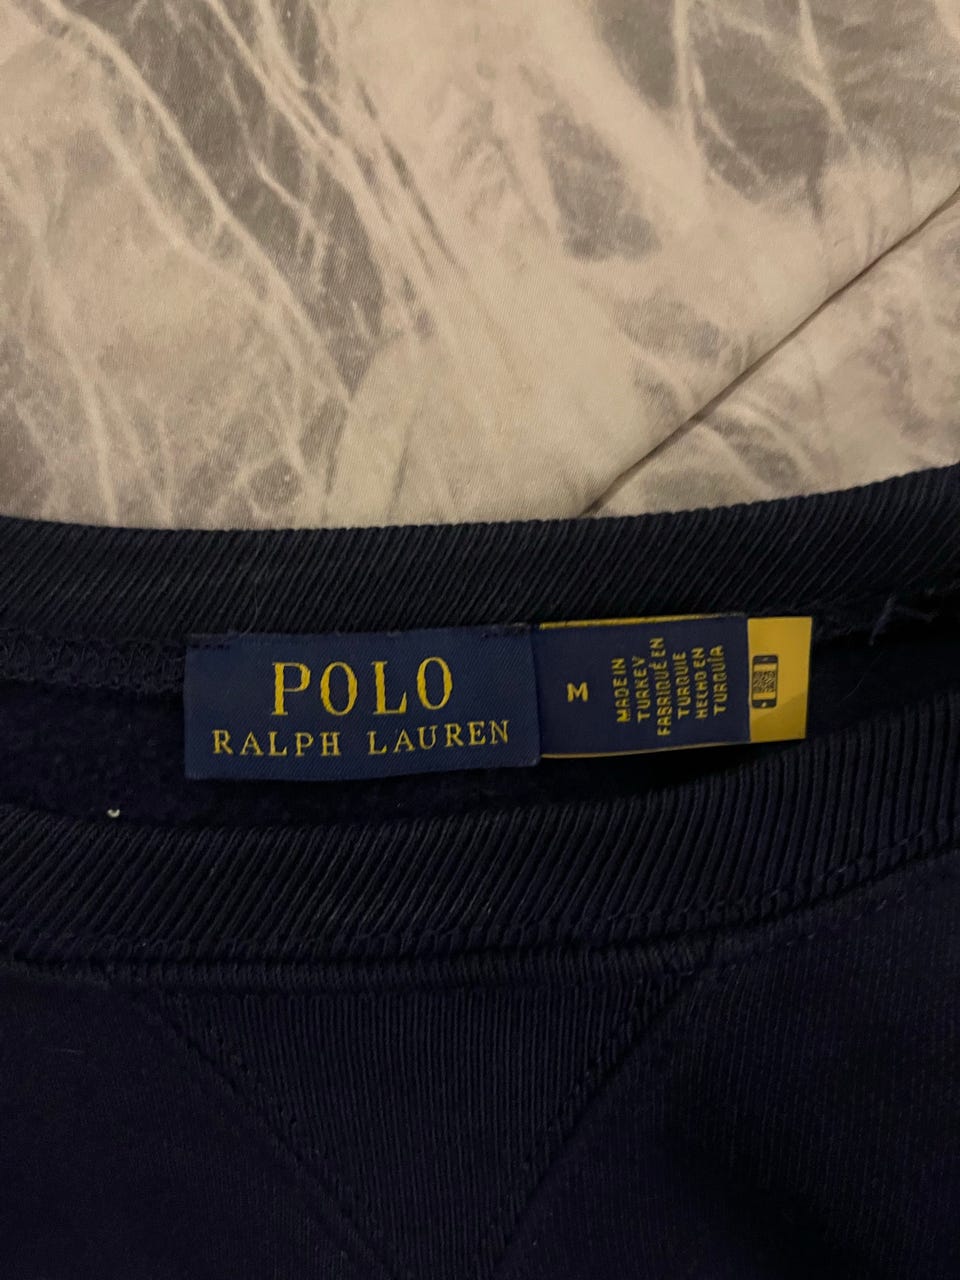 POLO
RALPH LAUREN
M
MADE IN
TURKEY
FABRIQUÉ EN
TURQUIE
HECHO EN
TURQUÍA